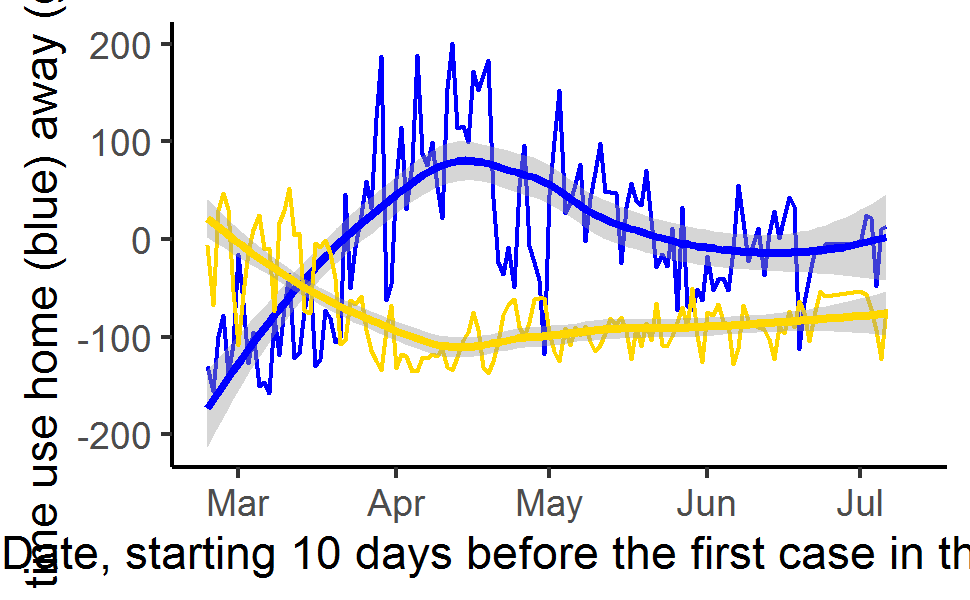 time use home (blue) away (
200
100
0
-100
-200
Mar Apr May Jun Jul
Date, starting 10 days before the first case in th